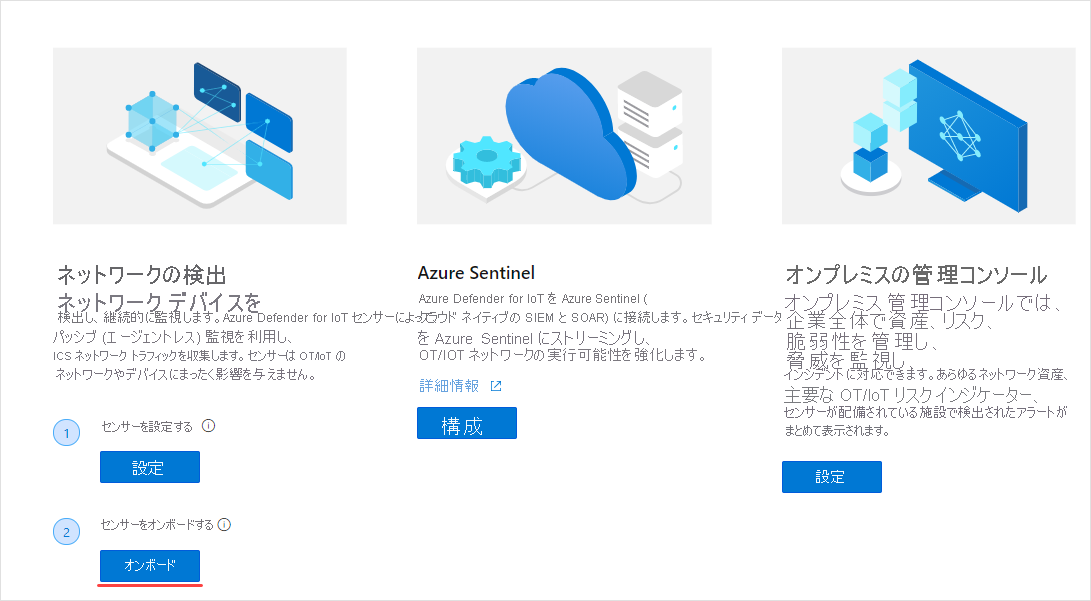 ネットワークの検出
ネットワーク デバイスを
検出し、継続的に監視します。Azure Defender for IoT センサーによって
パッシブ (エージェントレス) 監視を利用し、
ICS ネットワーク トラフィックを収集します。センサーは OT/IoT の
ネットワークやデバイスにまったく影響を与えません。
1
センサーを設定する
設定
2
センサーをオンボードする
オンボード
Azure Sentinel
Azure Defender for IoT を Azure Sentinel (
クラウド ネイティブの SIEM と SOAR) に接続します。セキュリティ データ
を Azure Sentinel にストリーミングし、
OT/IOT ネットワークの実行可能性を強化します。
詳細情報
構成
オンプレミスの管理コンソール
オンプレミス管理コンソールでは、
企業全体で資産、リスク、
脆弱性を管理し、
脅威を監視し、
インシデントに対応できます。あらゆるネットワーク資産、
主要な OT/IoT リスク インジケーター、
センサーが配備されている施設で検出されたアラートが
まとめて表示されます。
設定